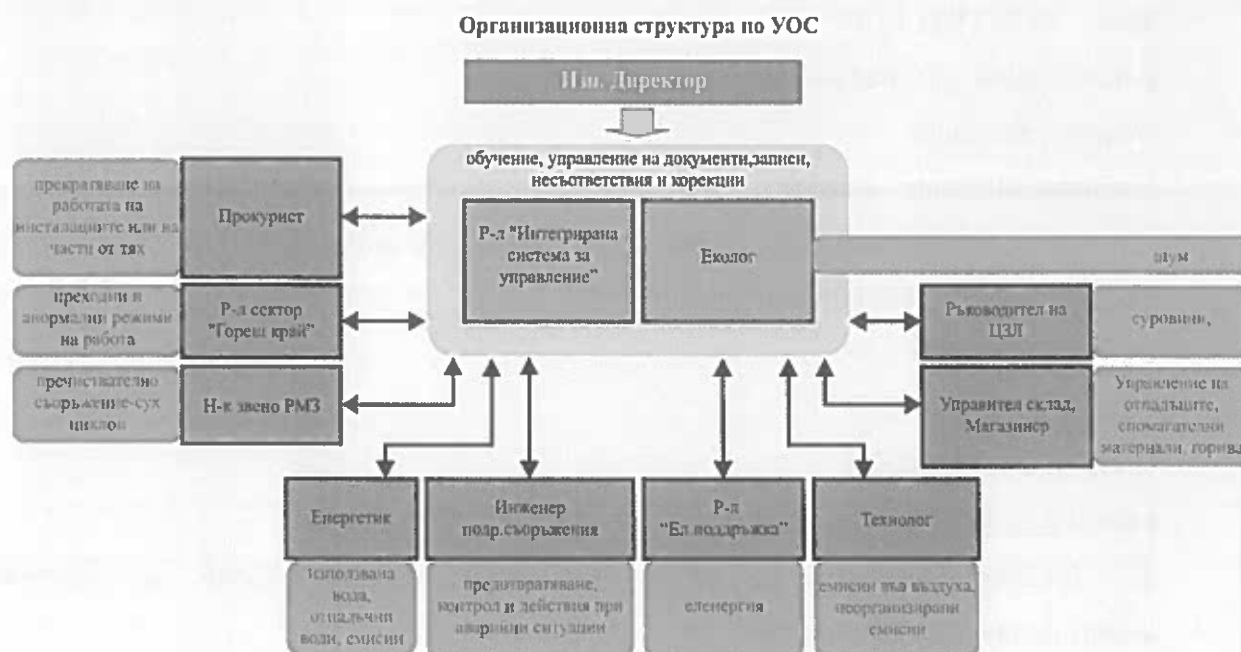 Организационна структура по УОС
Изп. Директор
обучение, управление на документи,записи,
несъответствия и корекции
прекратяване на
работата на
инсталациите или на
части от тях
Прокурист
Р-л "Интегрирана
система за
управление"
Еколог
шум
преходни и
анормални режими
на работа
Р-л сектор
"Горещ край"
Ръководител на
ЦЗЛ
суровини,
пречиствателно
съоръжение-сух
циклон
Н-к звено РМЗ
Управител склад,
Магазинер
Управление на
отпадъците,
спомагателни
материали, горива
Енергетик
Инженер
подр.съоръжения
Р-л
"Ел.поддръжка"
Технолог
използвана
вода,
отпадъчни
води, емисии
предотвратяване,
контрол и действия при
аварийни ситуации
еленергия
емисии във въздуха,
неорганизирани
емисии